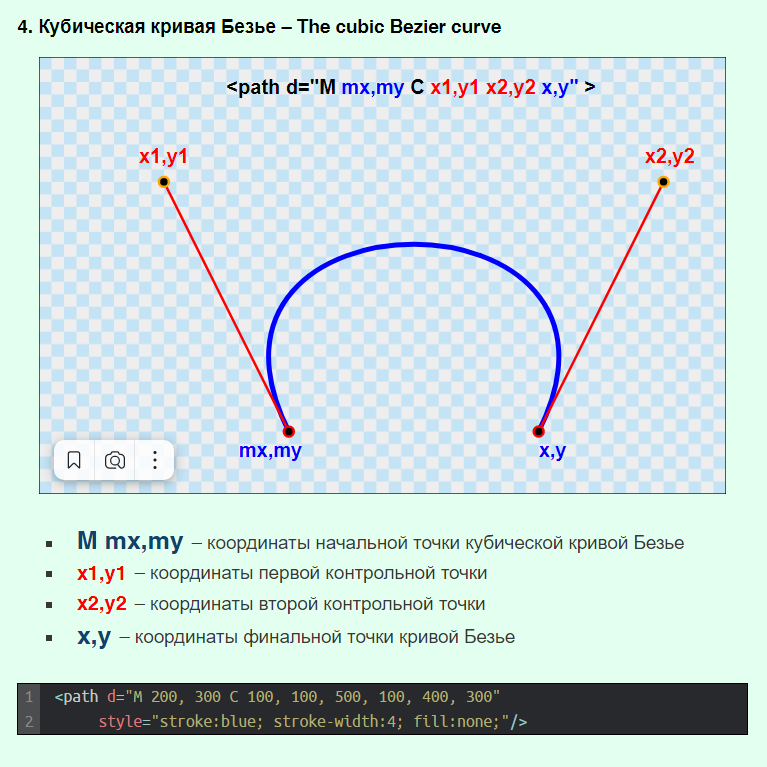 4. Кубическая кривая Безье – The cubic Bezier curve
<path d="M mx,my C x1,y1 x2,y2 x,y" >
x1,y1
x2,y2
mx,my
x,y
M mx,my – координаты начальной точки кубической кривой Безье
x1,y1 – координаты первой контрольной точки
x2,y2 – координаты второй контрольной точки
x,y – координаты финальной точки кривой Безье
1 <path d="M 200, 300 C 100, 100, 500, 100, 400, 300"
2 style="stroke:blue; stroke-width:4; fill:none;"/>